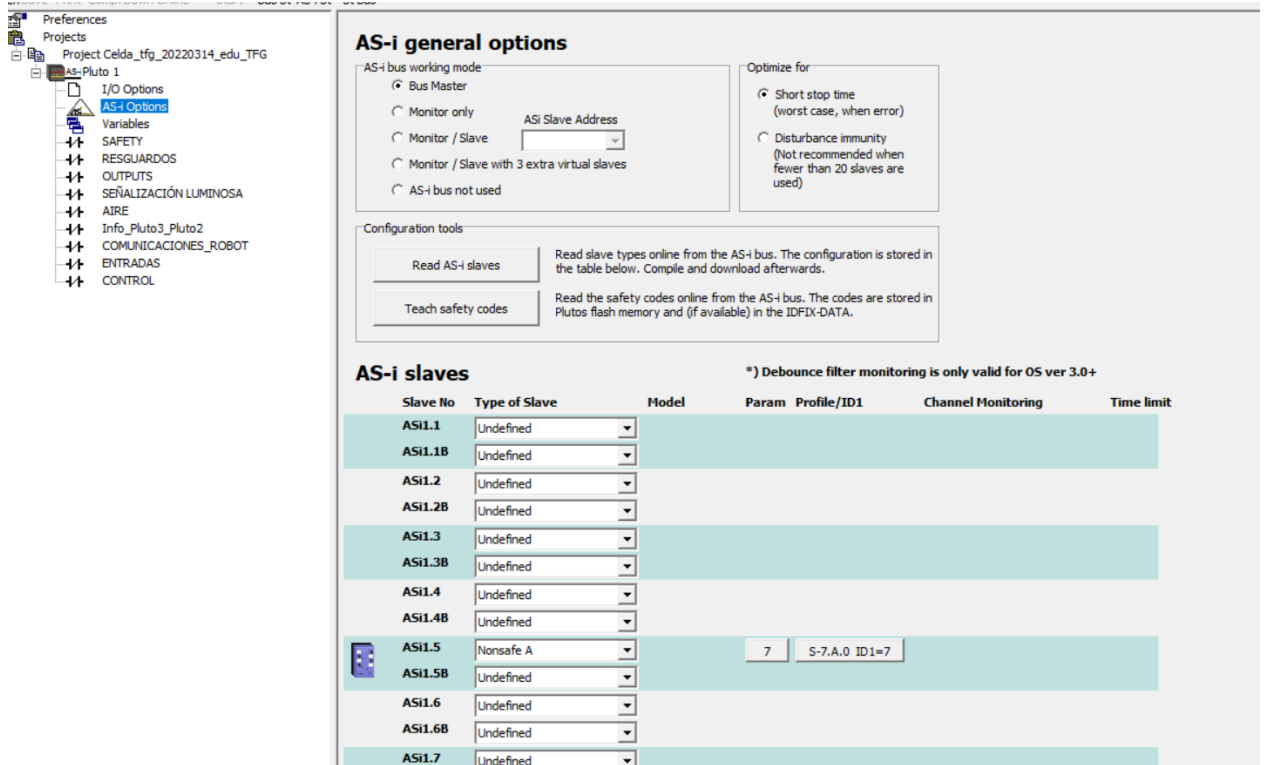 Preferences
Projects
Project Celda_tfg_20220314_edu_TFG
AS-i Pluto 1
I/O Options
AS-i Options
Variables
SAFETY
RESGUARDOS
OUTPUTS
SEÑALIZACIÓN LUMINOSA
AIRE
Info_Pluto3_Pluto2
COMUNICACIONES_ROBOT
ENTRADAS
CONTROL
AS-i general options
AS-i bus working mode
Bus Master
Monitor only
Monitor / Slave
ASi Slave Address
Monitor / Slave with 3 extra virtual slaves
AS-i bus not used
Optimize for
Short stop time
(worst case, when error)
Disturbance immunity
(Not recommended when
fewer than 20 slaves are
used)
Configuration tools
Read AS-i slaves
Read slave types online from the AS-i bus. The configuration is stored in
the table below. Compile and download afterwards.
Teach safety codes
Read the safety codes online from the AS-i bus. The codes are stored in
Plutos flash memory and (if available) in the IDFIX-DATA.
AS-i slaves
*) Debounce filter monitoring is only valid for OS ver 3.0+
Slave No Type of Slave Model Param Profile/ID1 Channel Monitoring Time limit
ASi1.1 Undefined
ASi1.1B Undefined
ASi1.2 Undefined
ASi1.2B Undefined
ASi1.3 Undefined
ASi1.3B Undefined
ASi1.4 Undefined
ASi1.4B Undefined
ASi1.5 Nonsafe A 7 S-7.A.0 ID1=7
ASi1.5B Undefined
ASi1.6 Undefined
ASi1.6B Undefined
ASi1.7 Undefined